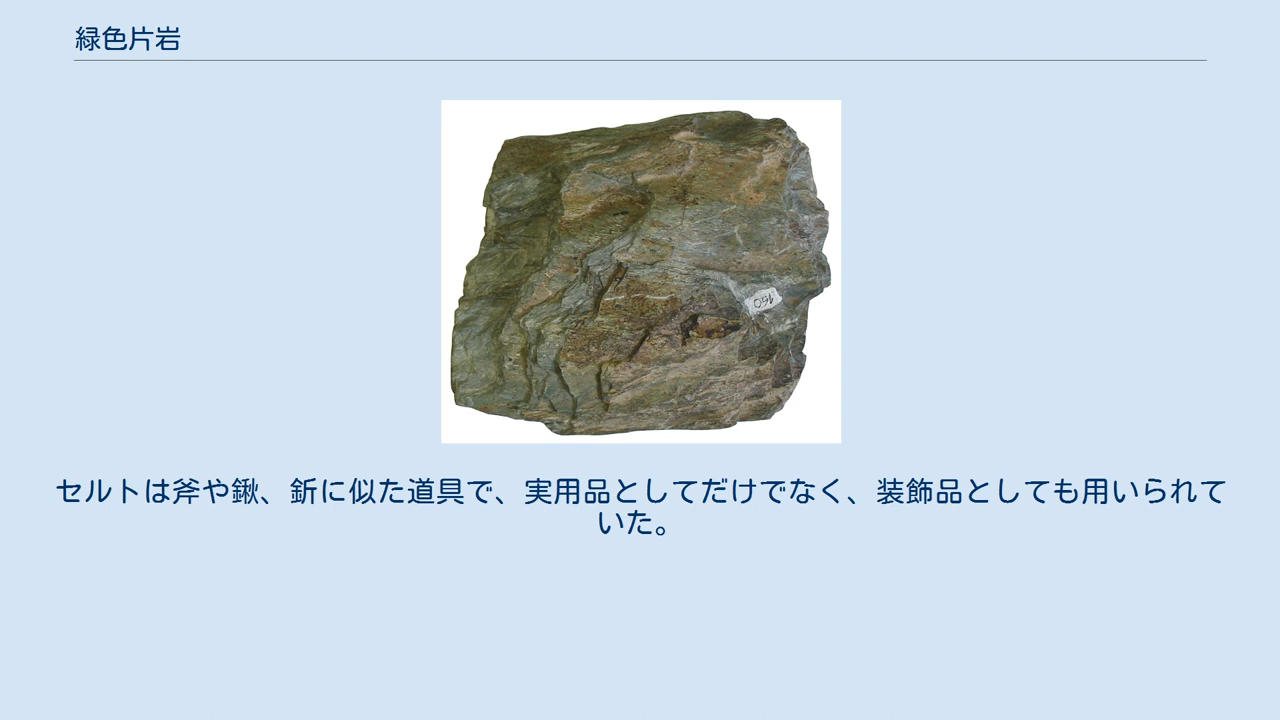 緑色片岩
160
セルトは斧や鍬、釿に似た道具で、実用品としてだけでなく、装飾品としても用いられて
いた。